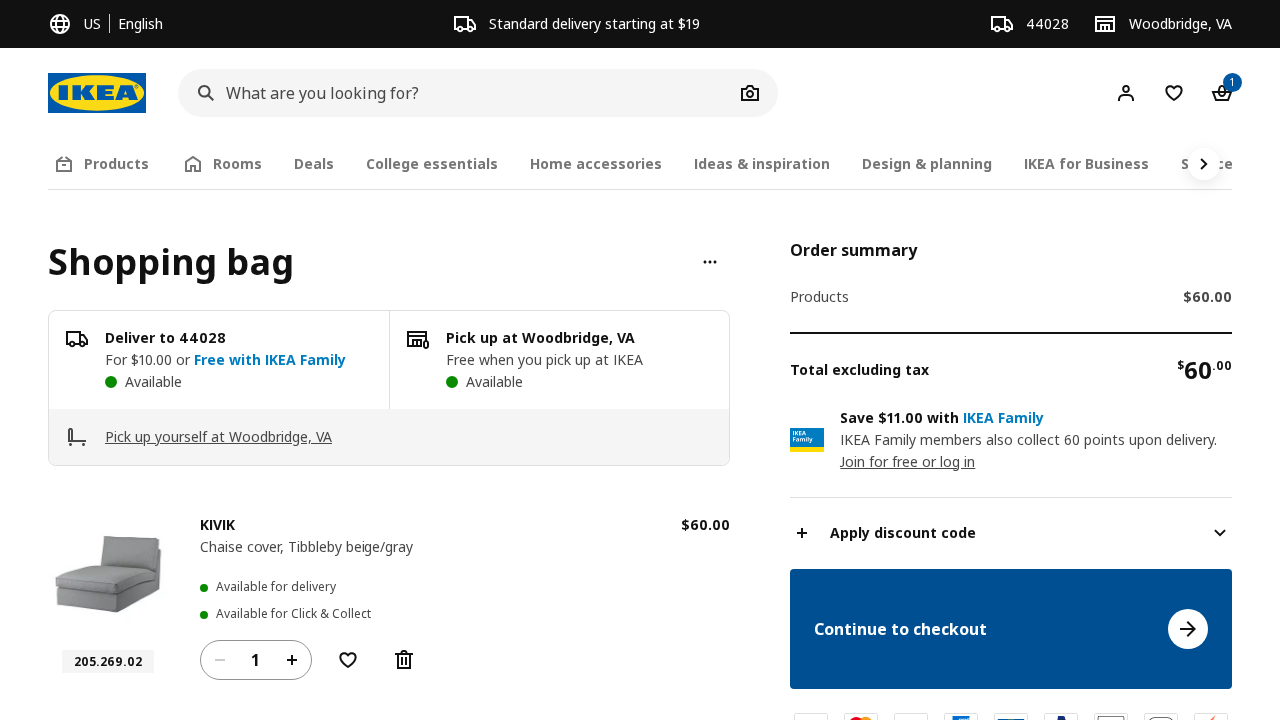 US English
Standard delivery starting at $19
44028
Woodbridge, VA
IKEA
What are you looking for?
1
Products
Rooms
Deals
College essentials
Home accessories
Ideas & inspiration
Design & planning
IKEA for Business
Shopping bag
Deliver to 44028
For $10.00 or Free with IKEA Family
Available
Pick up at Woodbridge, VA
Free when you pick up at IKEA
Available
Pick up yourself at Woodbridge, VA
KIVIK
$60.00
Chaise cover, Tibbleby beige/gray
Available for delivery
Available for Click & Collect
205.269.02
1
Order summary
Products
$60.00
Total excluding tax
$60.00
IKEA
Family
Save $11.00 with IKEA Family
IKEA Family members also collect 60 points upon delivery.
Join for free or log in
Apply discount code
Continue to checkout